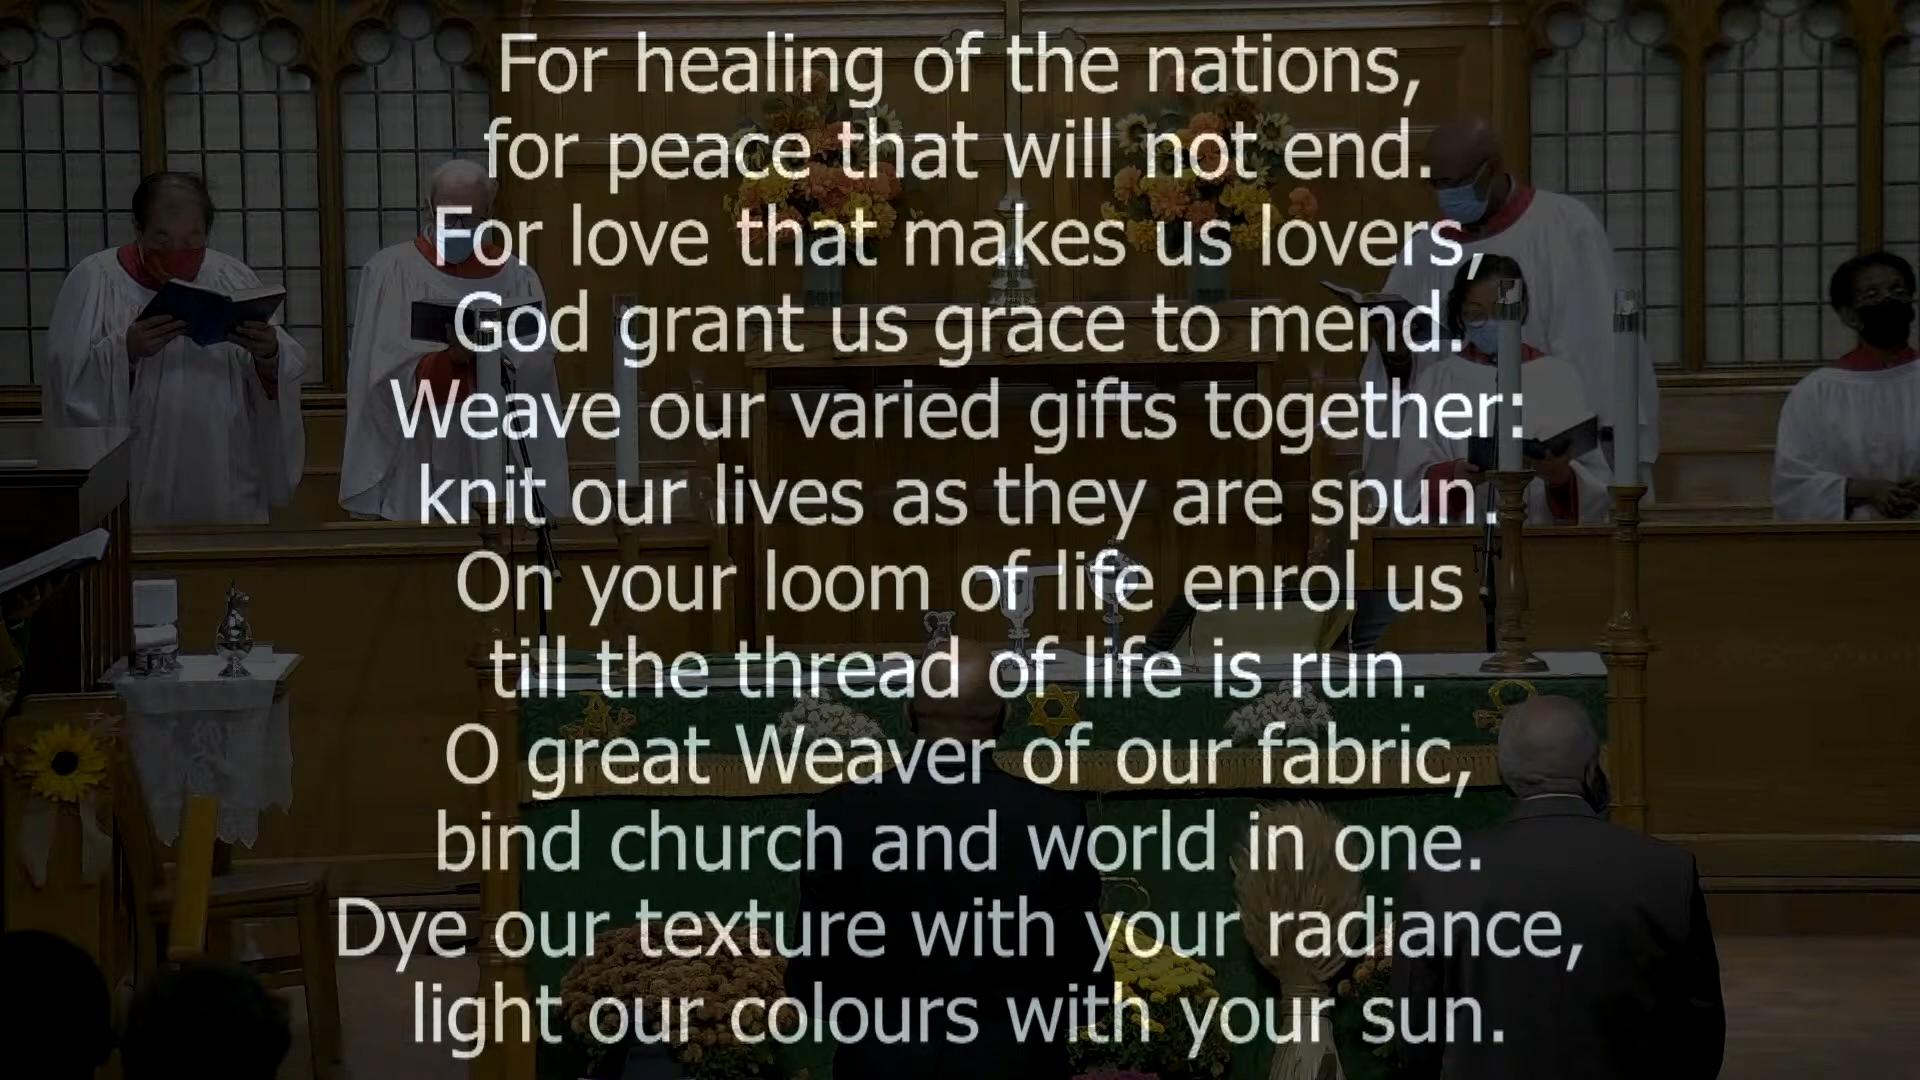 For healing of the nations,
for peace that will not end.
For love that makes us lovers,
God grant us grace to mend.
Weave our varied gifts together:
knit our lives as they are spun.
On your loom of life enrol us
till the thread of life is run.
O great Weaver of our fabric,
bind church and world in one.
Dye our texture with your radiance,
light our colours with your sun.